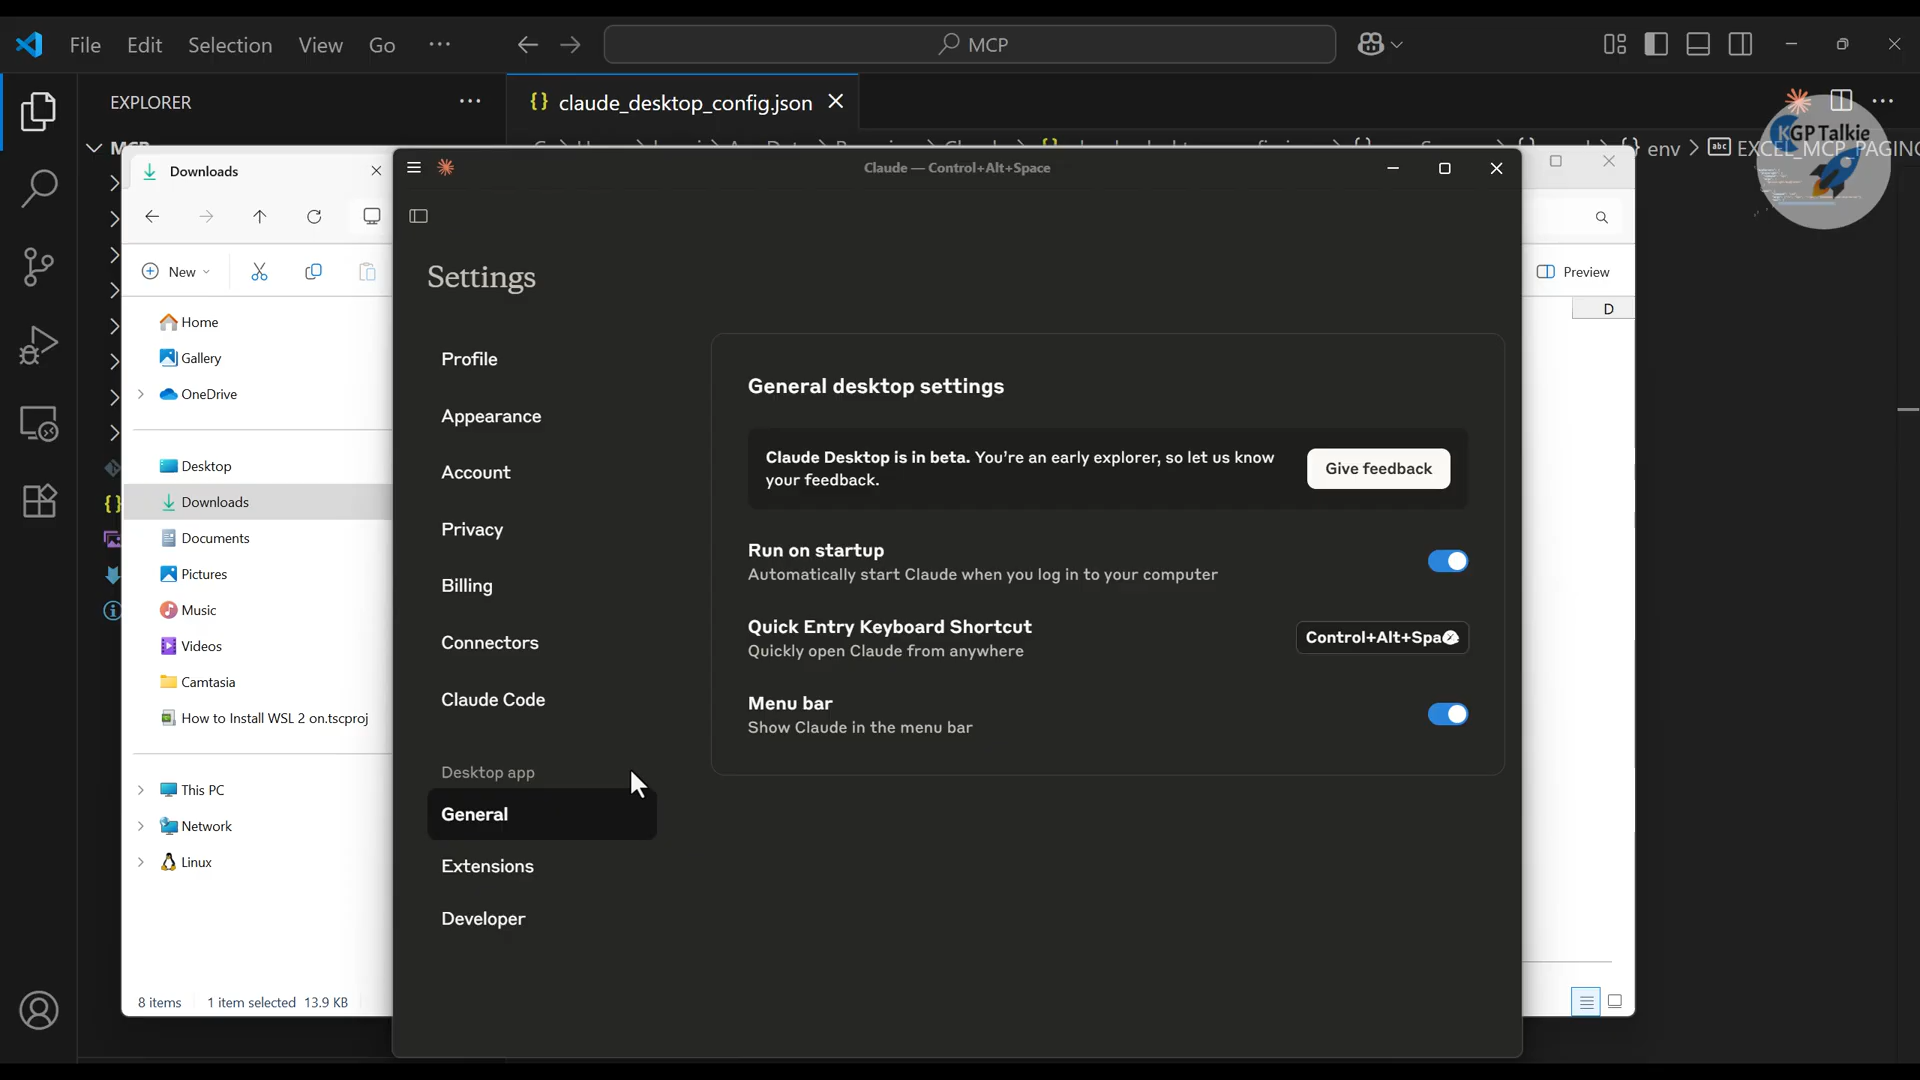 File Edit Selection View Go ···
MCP
EXPLORER
claude_desktop_config.json
MCP
env
EXCEL_MCP_PAGING
KGPTalkie
Downloads
New
Home
Gallery
OneDrive
Desktop
Downloads
Documents
Pictures
Music
Videos
Camtasia
How to Install WSL 2 on.tscproj
This PC
Network
Linux
8 items 1 item selected 13.9 KB
Preview
D
Claude — Control+Alt+Space
Settings
Profile
Appearance
Account
Privacy
Billing
Connectors
Claude Code
Desktop app
General
Extensions
Developer
General desktop settings
Claude Desktop is in beta. You're an early explorer, so let us know
your feedback.
Give feedback
Run on startup
Automatically start Claude when you log in to your computer
Quick Entry Keyboard Shortcut
Quickly open Claude from anywhere
Control+Alt+Spa
Menu bar
Show Claude in the menu bar